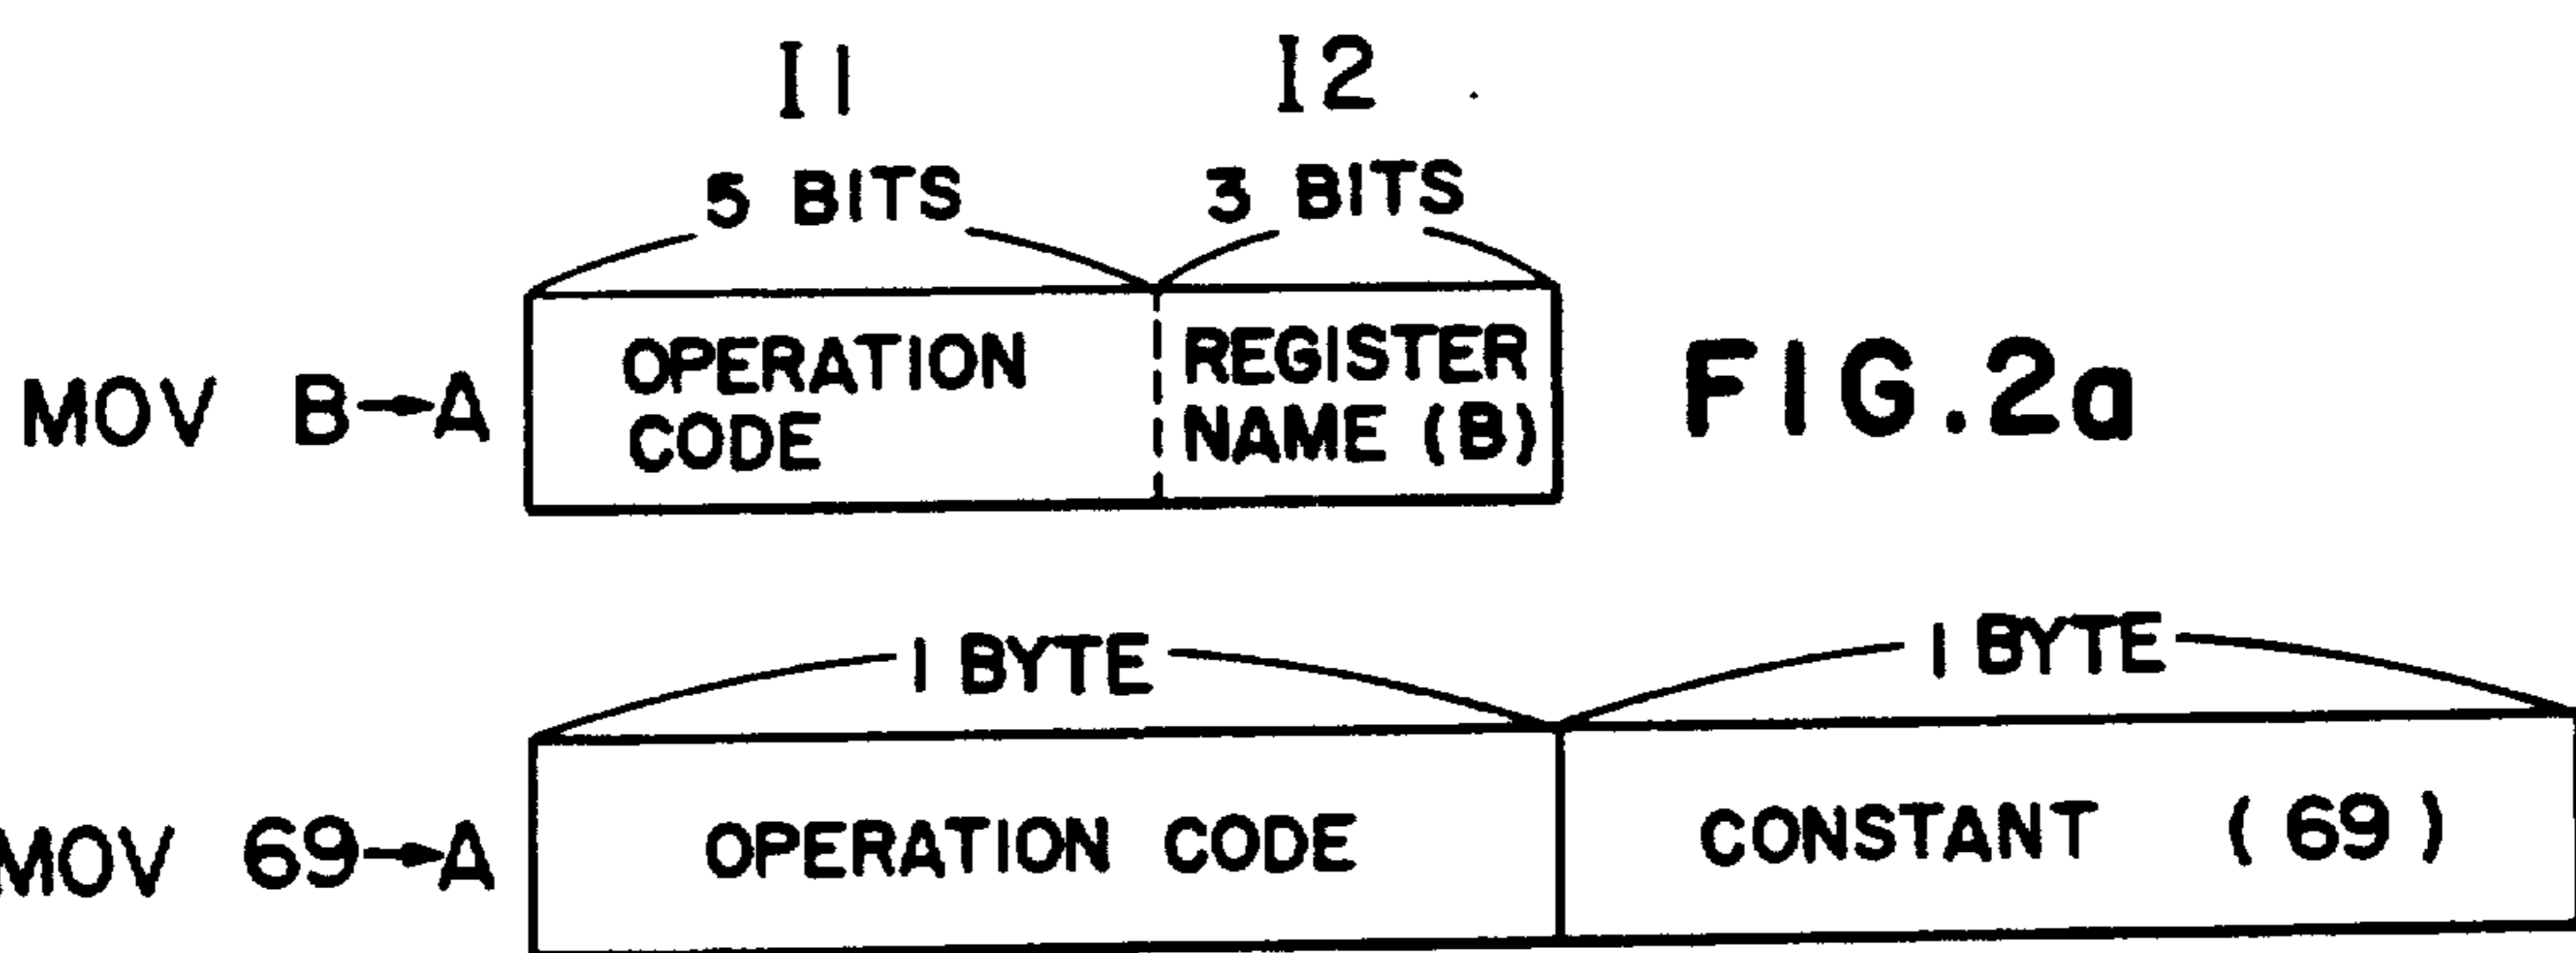 I1 I2
5 BITS 3 BITS
MOV B→A
OPERATION
CODE
REGISTER
NAME (B)
FIG.2a
1 BYTE 1 BYTE
MOV 69→A
OPERATION CODE
CONSTANT (69)